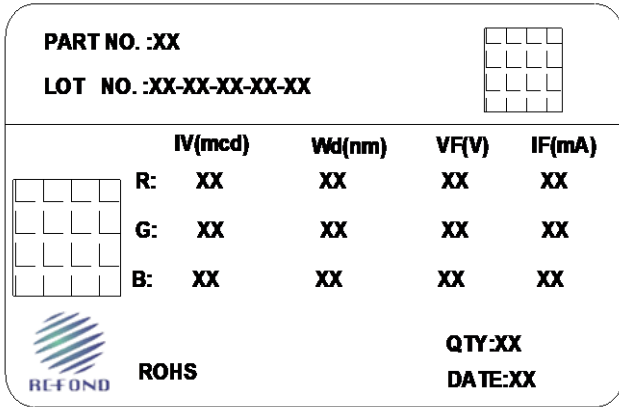 PART NO. :XX
LOT NO. :XX-XX-XX-XX-XX
IV(mcd) Wd(nm) VF(V) IF(mA)
R: XX XX XX XX
G: XX XX XX XX
B: XX XX XX XX
REFOND
ROHS
QTY:XX
DATE:XX